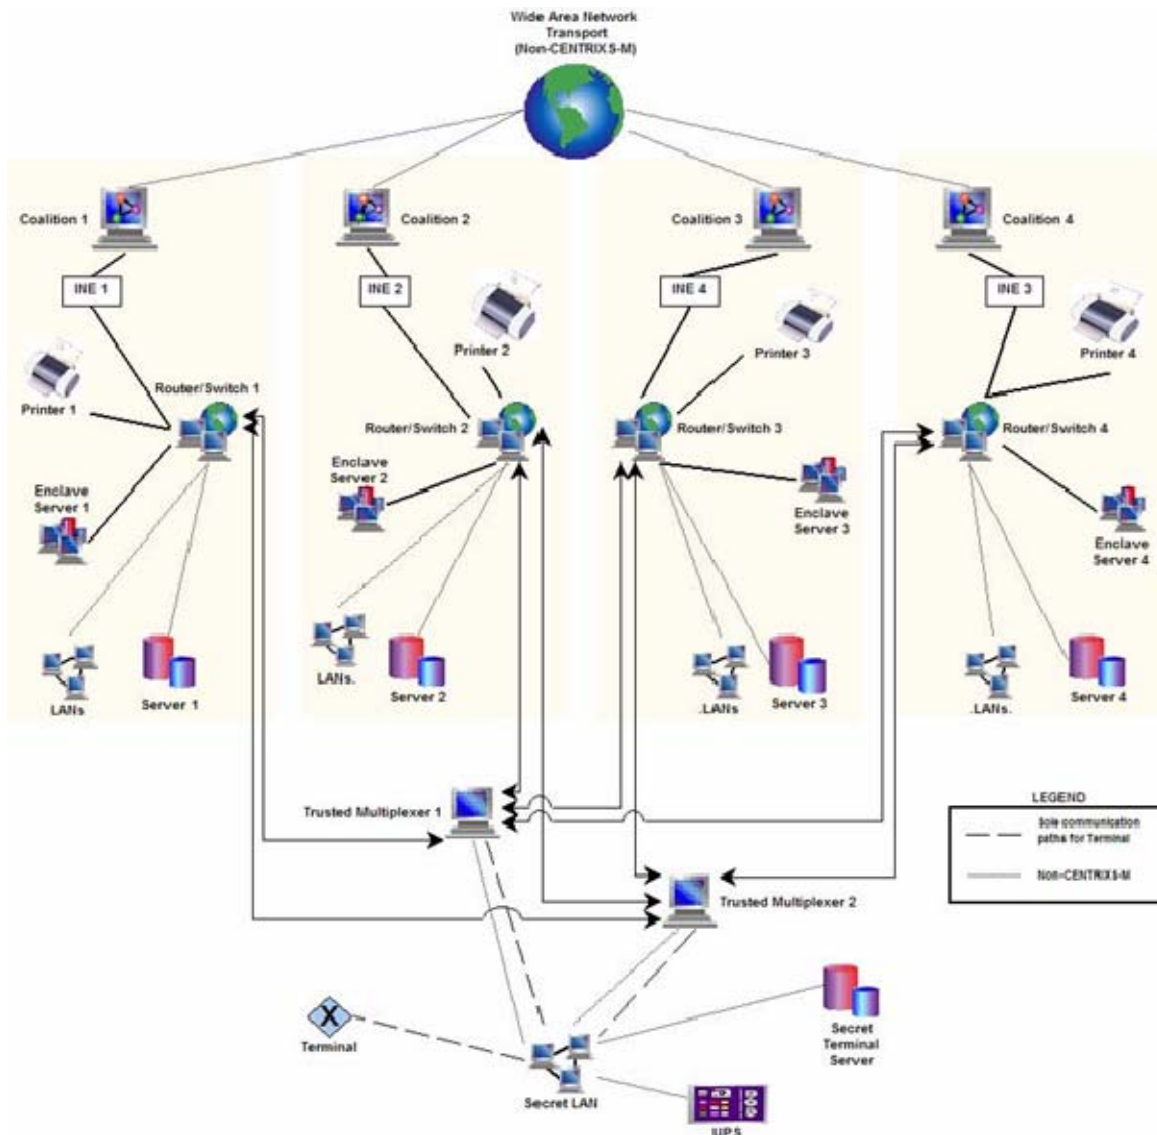 Wide Area Network
Transport
(Non-CENTRIXS-M)
Coalition 1
Coalition 2
Coalition 3
Coalition 4
INE 1
INE 2
INE 4
INE 3
Printer 2
Printer 3
Printer 4
Printer 1
Router/Switch 1
Router/Switch 2
Router/Switch 3
Router/Switch 4
Enclave
Server 1
Enclave
Server 2
Enclave
Server 3
Enclave
Server 4
LANs
Server 1
LANs.
Server 2
.LANs
Server 3
.LANs.
Server 4
Trusted Multiplexer 1
Trusted Multiplexer 2
LEGEND
Sole communication
paths for Terminal
Non-CENTRIXS-M
Terminal
Secret LAN
Secret
Terminal
Server
IUPS